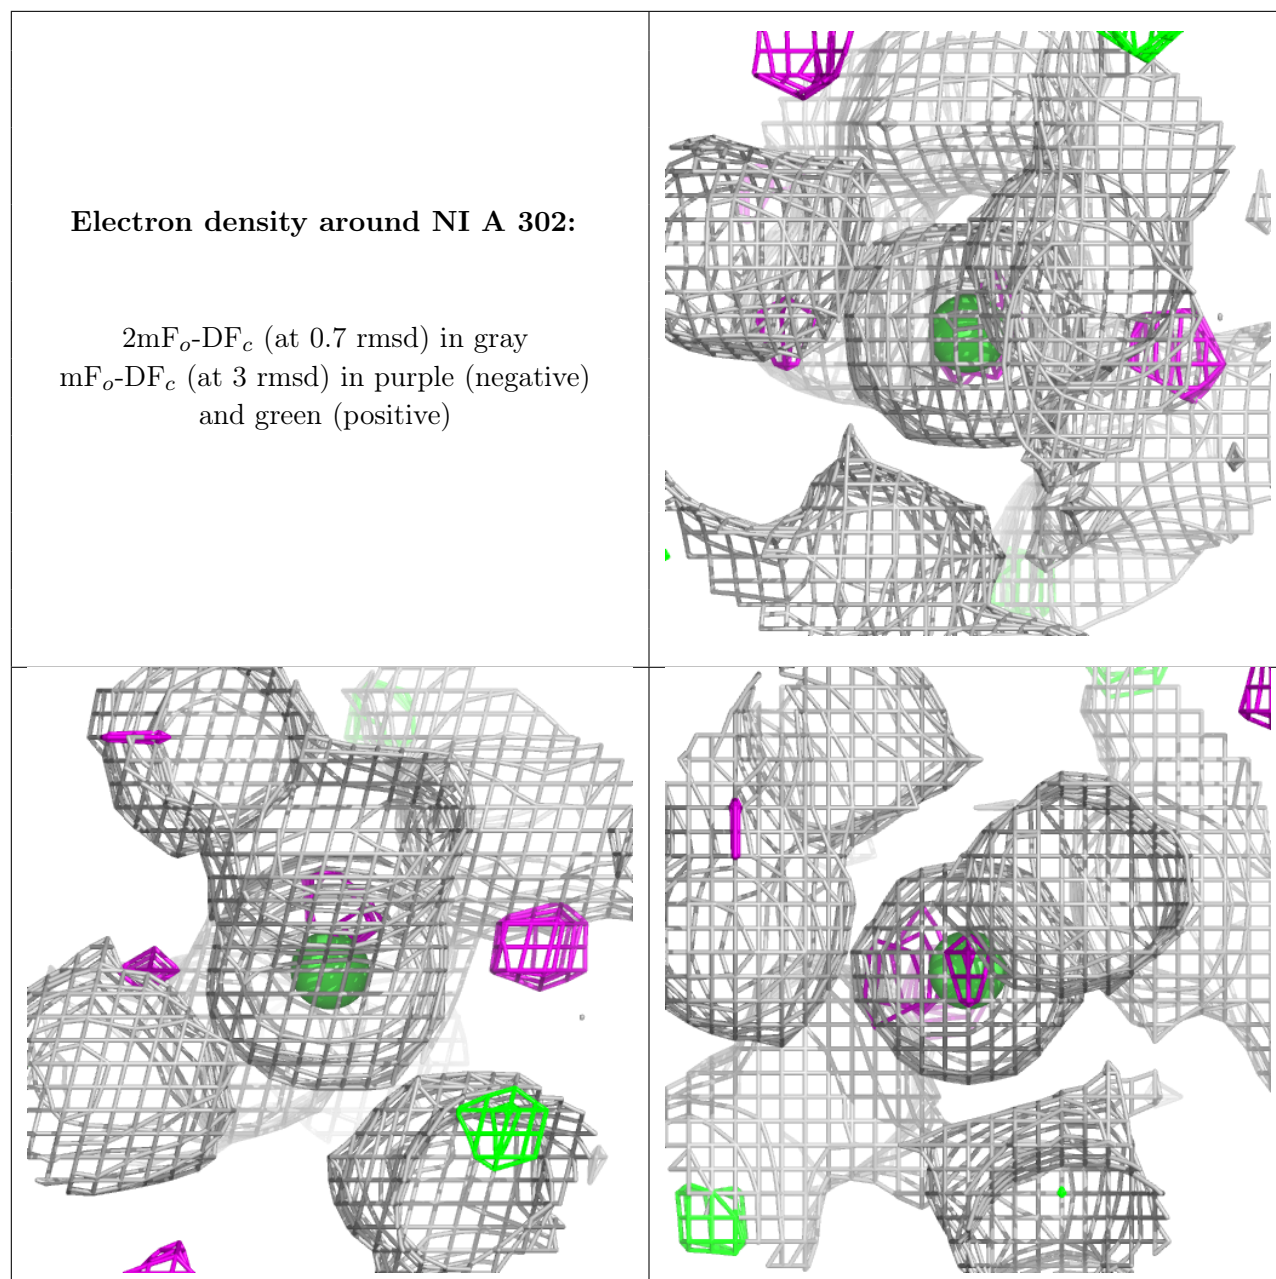 Electron density around NI A 302:
2mFₒ-DF𝑐 (at 0.7 rmsd) in gray
mFₒ-DF𝑐 (at 3 rmsd) in purple (negative)
and green (positive)